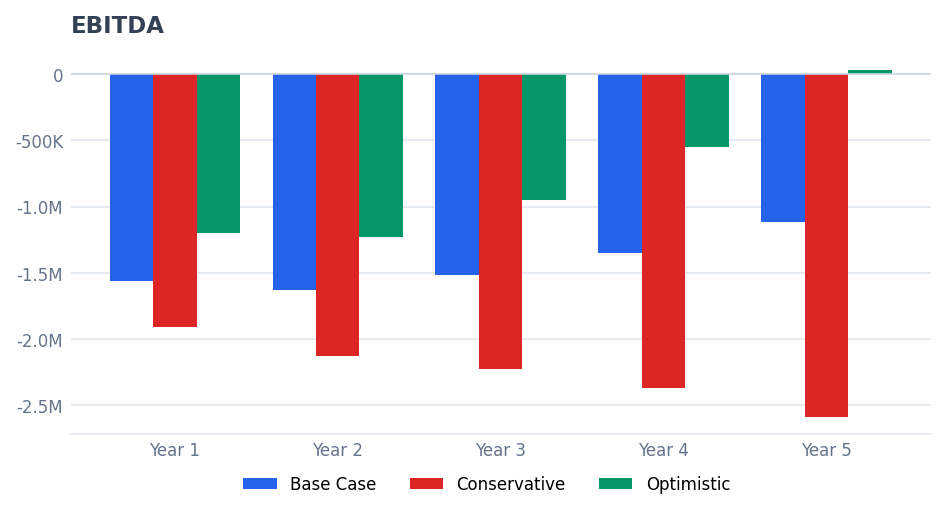 EBITDA
0
-500K
-1.0M
-1.5M
-2.0M
-2.5M
Year 1 Year 2 Year 3 Year 4 Year 5
Base Case Conservative Optimistic